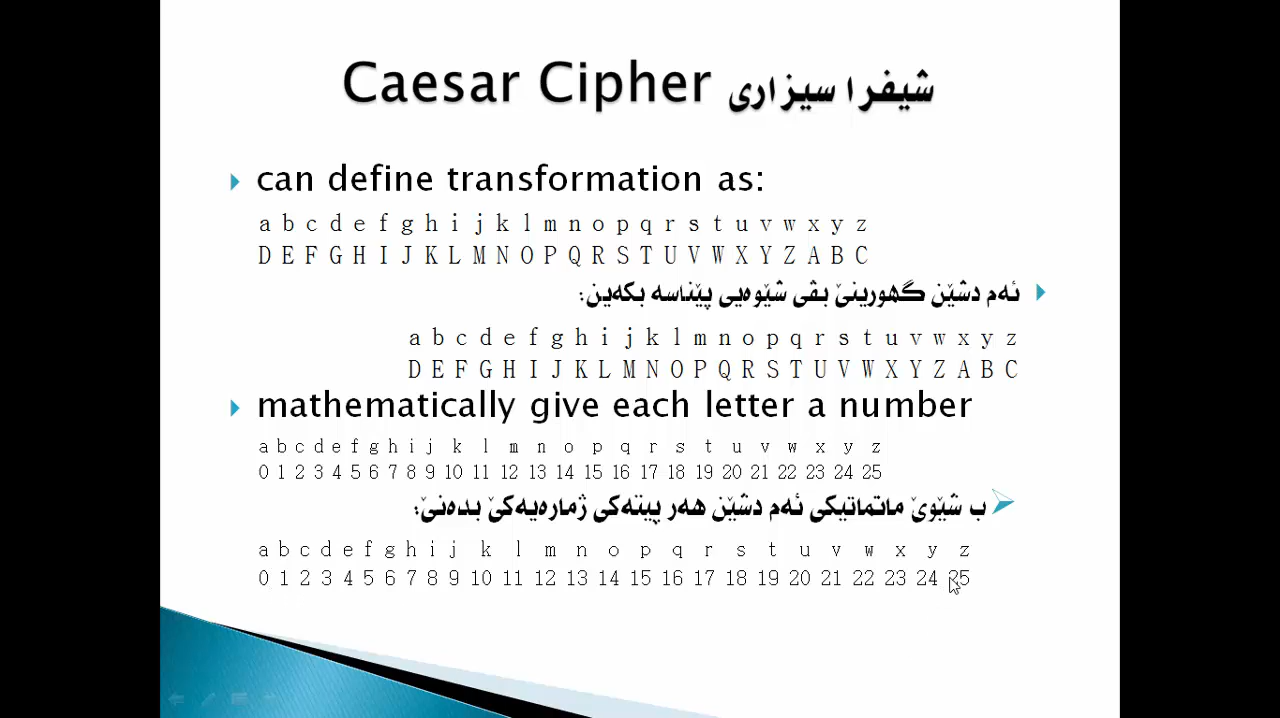 Caesar Cipher شیفرا سیزاری
can define transformation as:
a b c d e f g h i j k l m n o p q r s t u v w x y z
D E F G H I J K L M N O P Q R S T U V W X Y Z A B C
ئەم دشێن گهورینێ بڤی شێوەیی پێناسە بکەین:
a b c d e f g h i j k l m n o p q r s t u v w x y z
D E F G H I J K L M N O P Q R S T U V W X Y Z A B C
mathematically give each letter a number
a b c d e f g h i j k l m n o p q r s t u v w x y z
0 1 2 3 4 5 6 7 8 9 10 11 12 13 14 15 16 17 18 19 20 21 22 23 24 25
ب شێوێ ماتماتیکی ئەم دشێن هەر پیتەکی ژمارەیەکێ بدەنێ:
a b c d e f g h i j k l m n o p q r s t u v w x y z
0 1 2 3 4 5 6 7 8 9 10 11 12 13 14 15 16 17 18 19 20 21 22 23 24 25